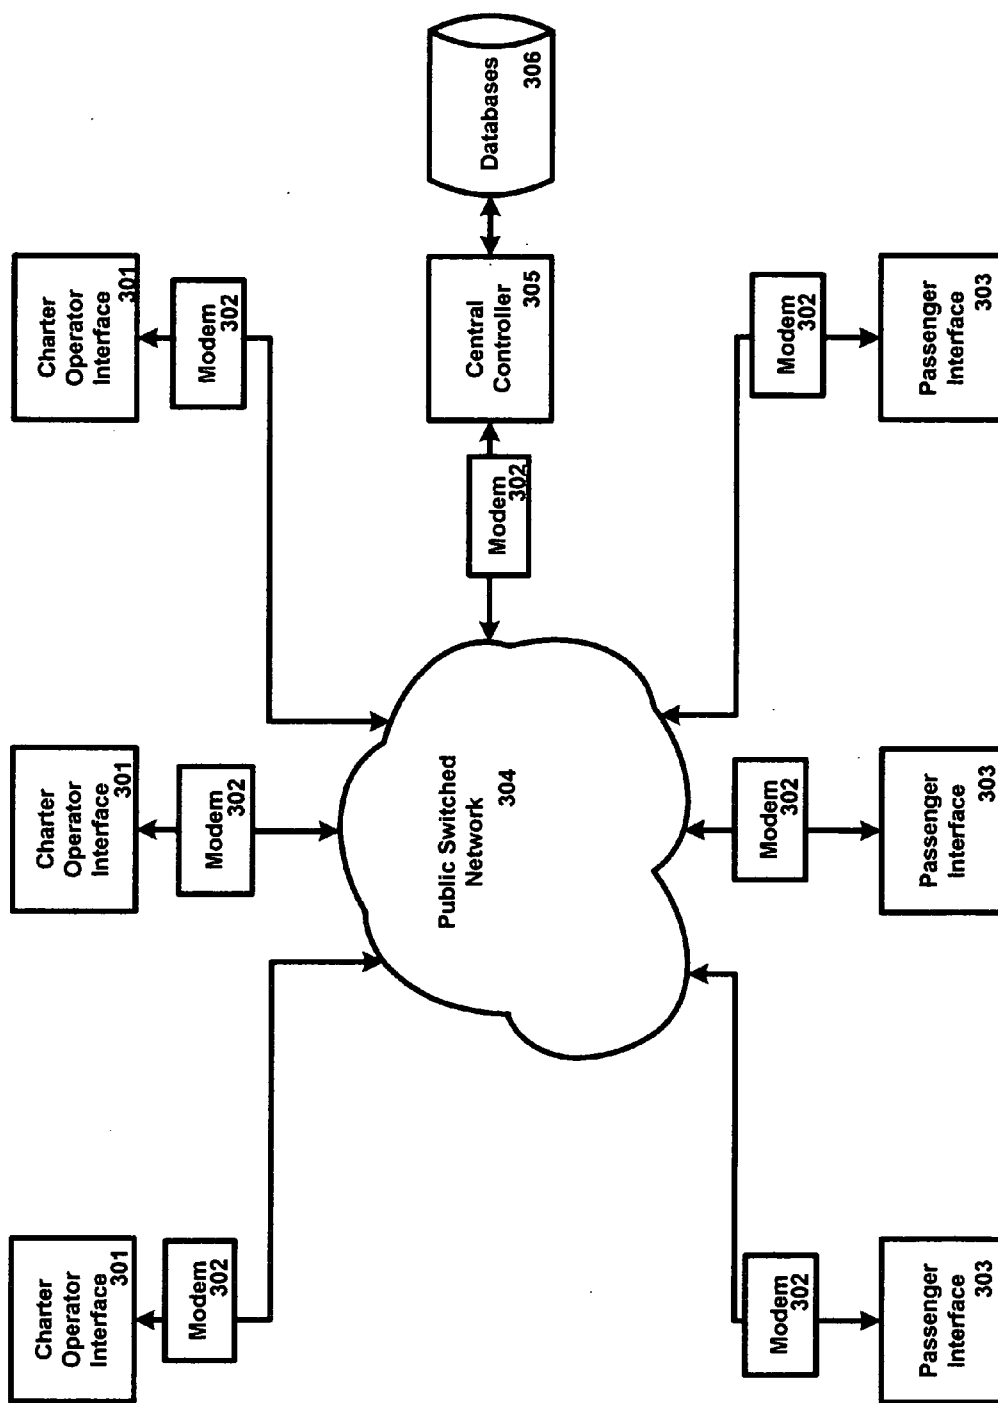 Charter
Operator
Interface
301
Charter
Operator
Interface
301
Charter
Operator
Interface
301
Modem
302
Modem
302
Modem
302
Public Switched
Network
304
Modem
302
Central
Controller
305
Databases
306
Modem
302
Modem
302
Modem
302
Passenger
Interface
303
Passenger
Interface
303
Passenger
Interface
303